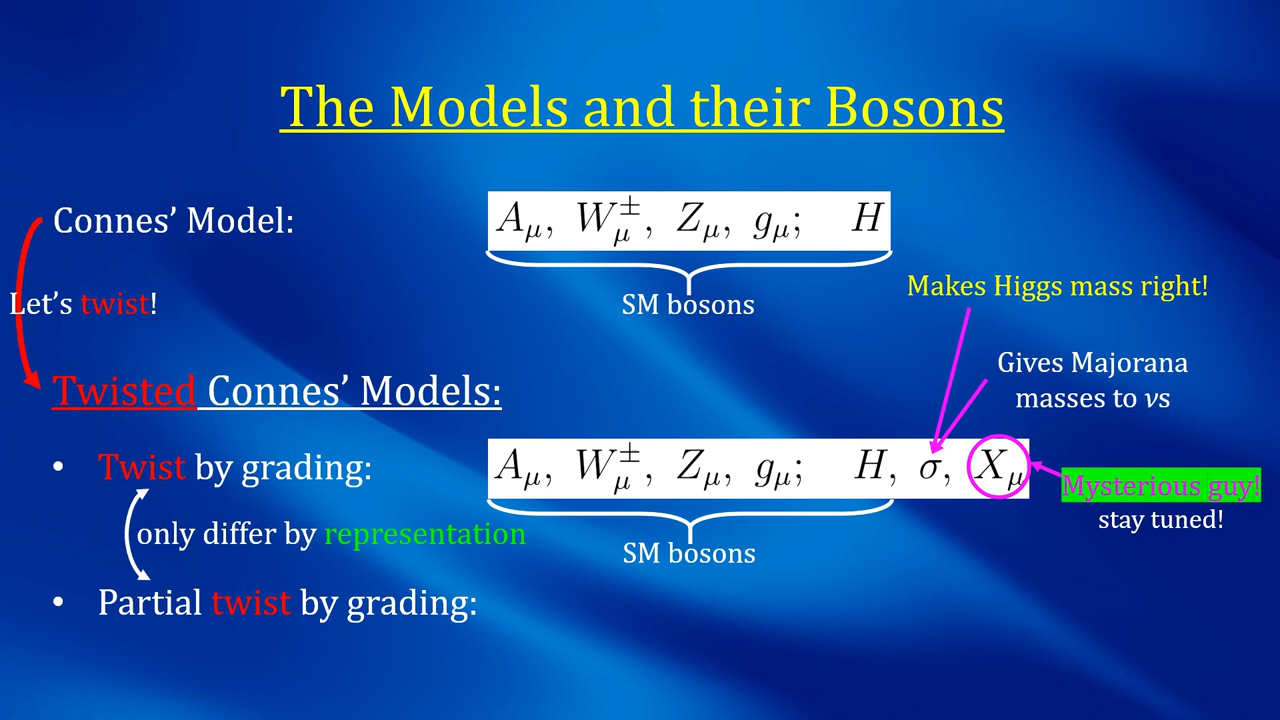 The Models and their Bosons
Connes’ Model:
A_μ, W_μ^±, Z_μ, g_μ; H
SM bosons
Let’s twist!
Makes Higgs mass right!
Gives Majorana
masses to νs
Twisted Connes’ Models:
• Twist by grading:
A_μ, W_μ^±, Z_μ, g_μ; H, σ, X_μ
Mysterious guy!
stay tuned!
only differ by representation
SM bosons
• Partial twist by grading: